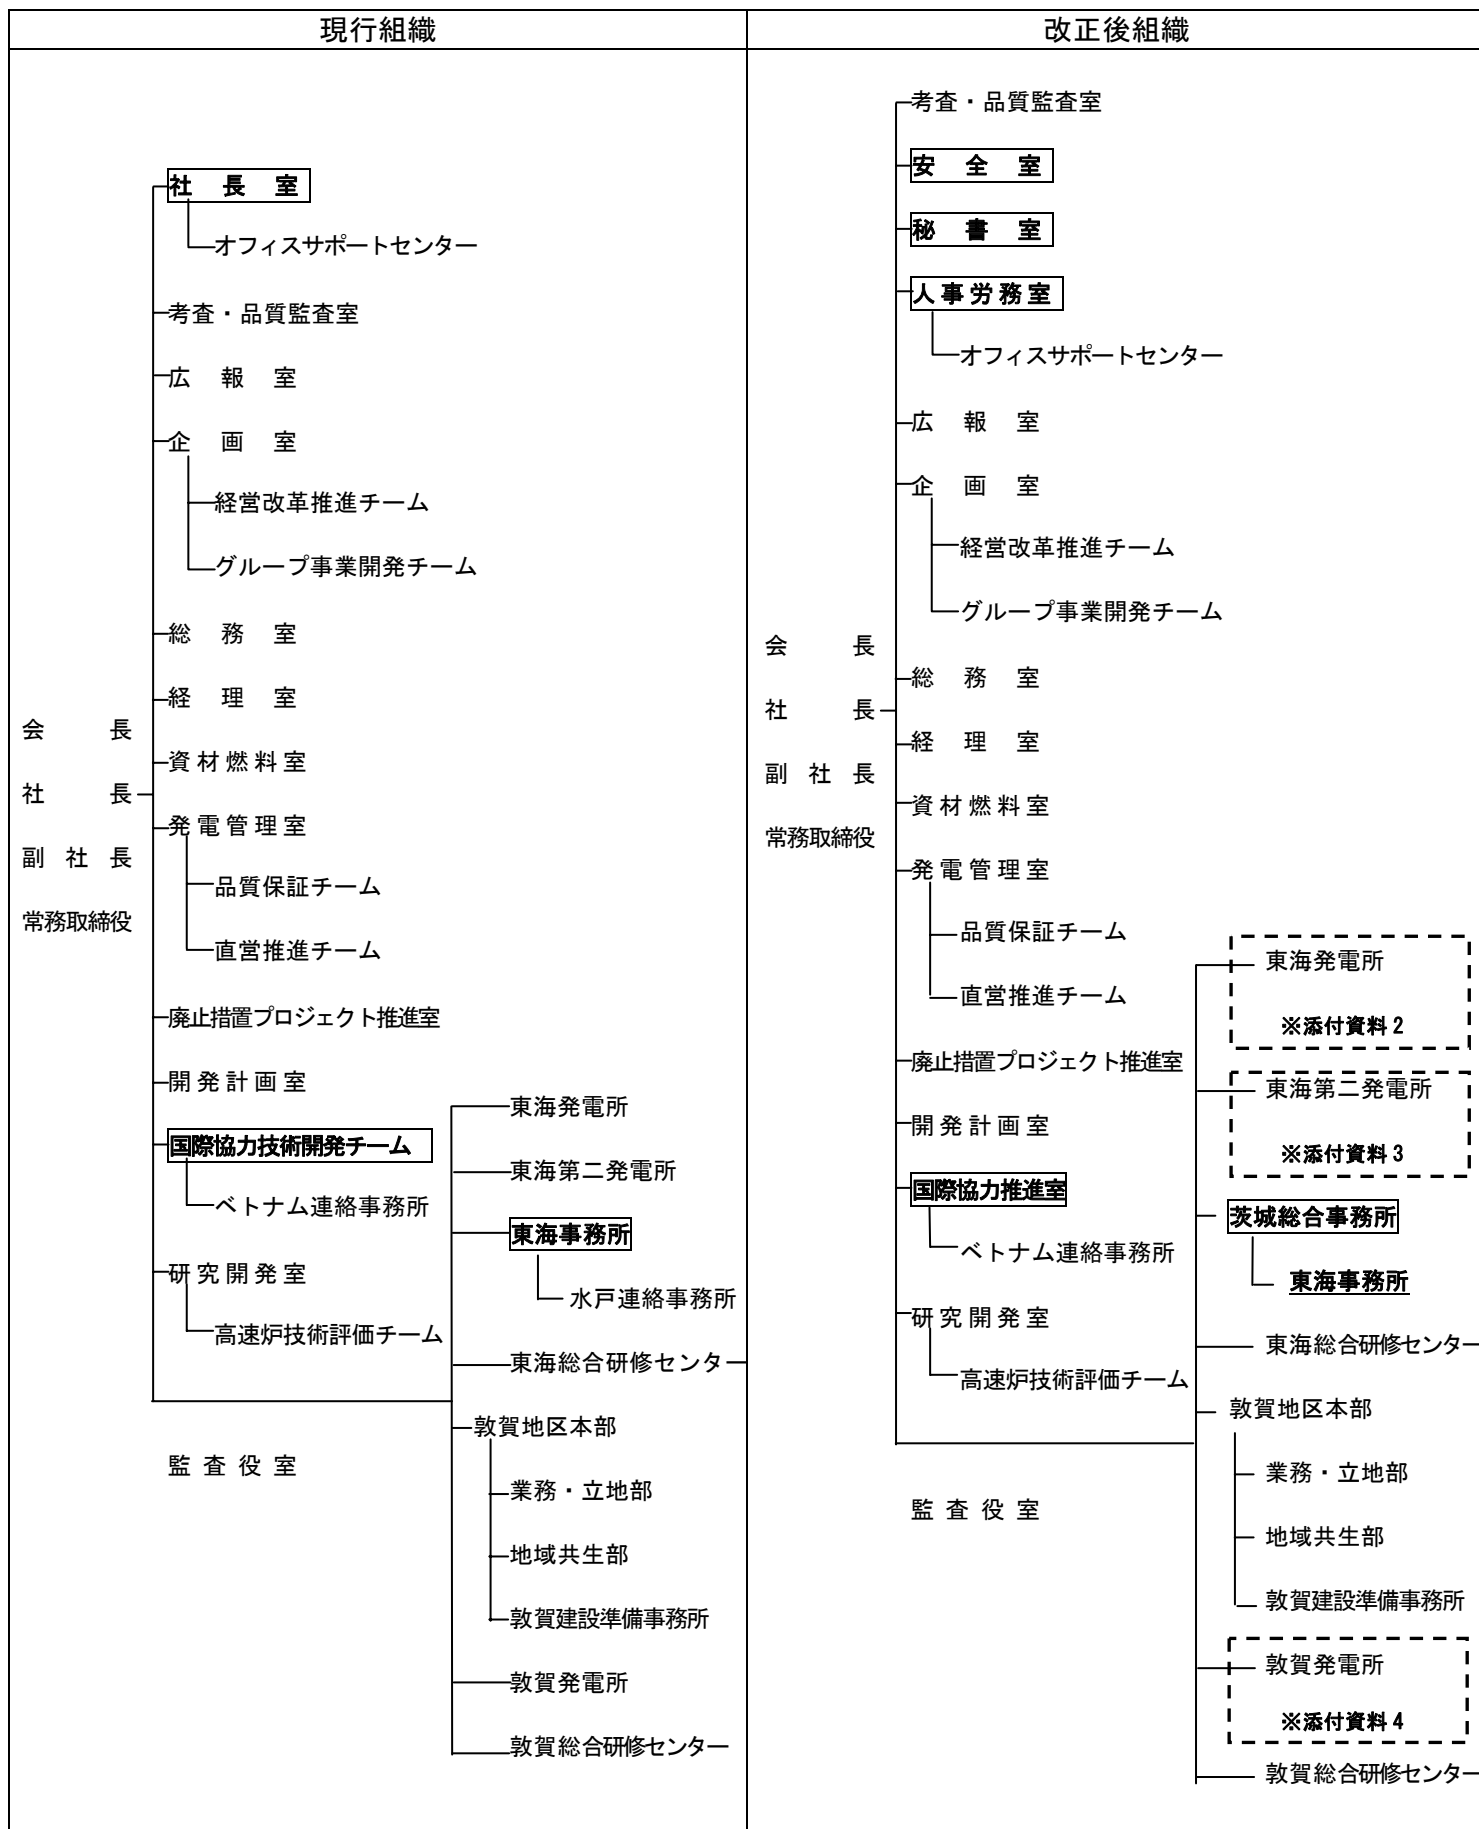 現行組織
社長室
オフィスサポートセンター
考査・品質監査室
広報室
企画室
経営改革推進チーム
グループ事業開発チーム
総務室
経理室
会長
資材燃料室
社長
発電管理室
副社長
品質保証チーム
常務取締役
直営推進チーム
廃止措置プロジェクト推進室
開発計画室
国際協力技術開発チーム
ベトナム連絡事務所
研究開発室
高速炉技術評価チーム
東海発電所
東海第二発電所
東海事務所
水戸連絡事務所
東海総合研修センター
敦賀地区本部
業務・立地部
地域共生部
敦賀建設準備事務所
敦賀発電所
敦賀総合研修センター
監査役室
改正後組織
考査・品質監査室
安全室
秘書室
人事労務室
オフィスサポートセンター
広報室
企画室
経営改革推進チーム
グループ事業開発チーム
会長
総務室
社長
経理室
副社長
資材燃料室
常務取締役
発電管理室
品質保証チーム
直営推進チーム
廃止措置プロジェクト推進室
開発計画室
国際協力推進室
ベトナム連絡事務所
研究開発室
高速炉技術評価チーム
東海発電所
※添付資料2
東海第二発電所
※添付資料3
茨城総合事務所
東海事務所
東海総合研修センター
敦賀地区本部
業務・立地部
地域共生部
敦賀建設準備事務所
敦賀発電所
※添付資料4
敦賀総合研修センター
監査役室